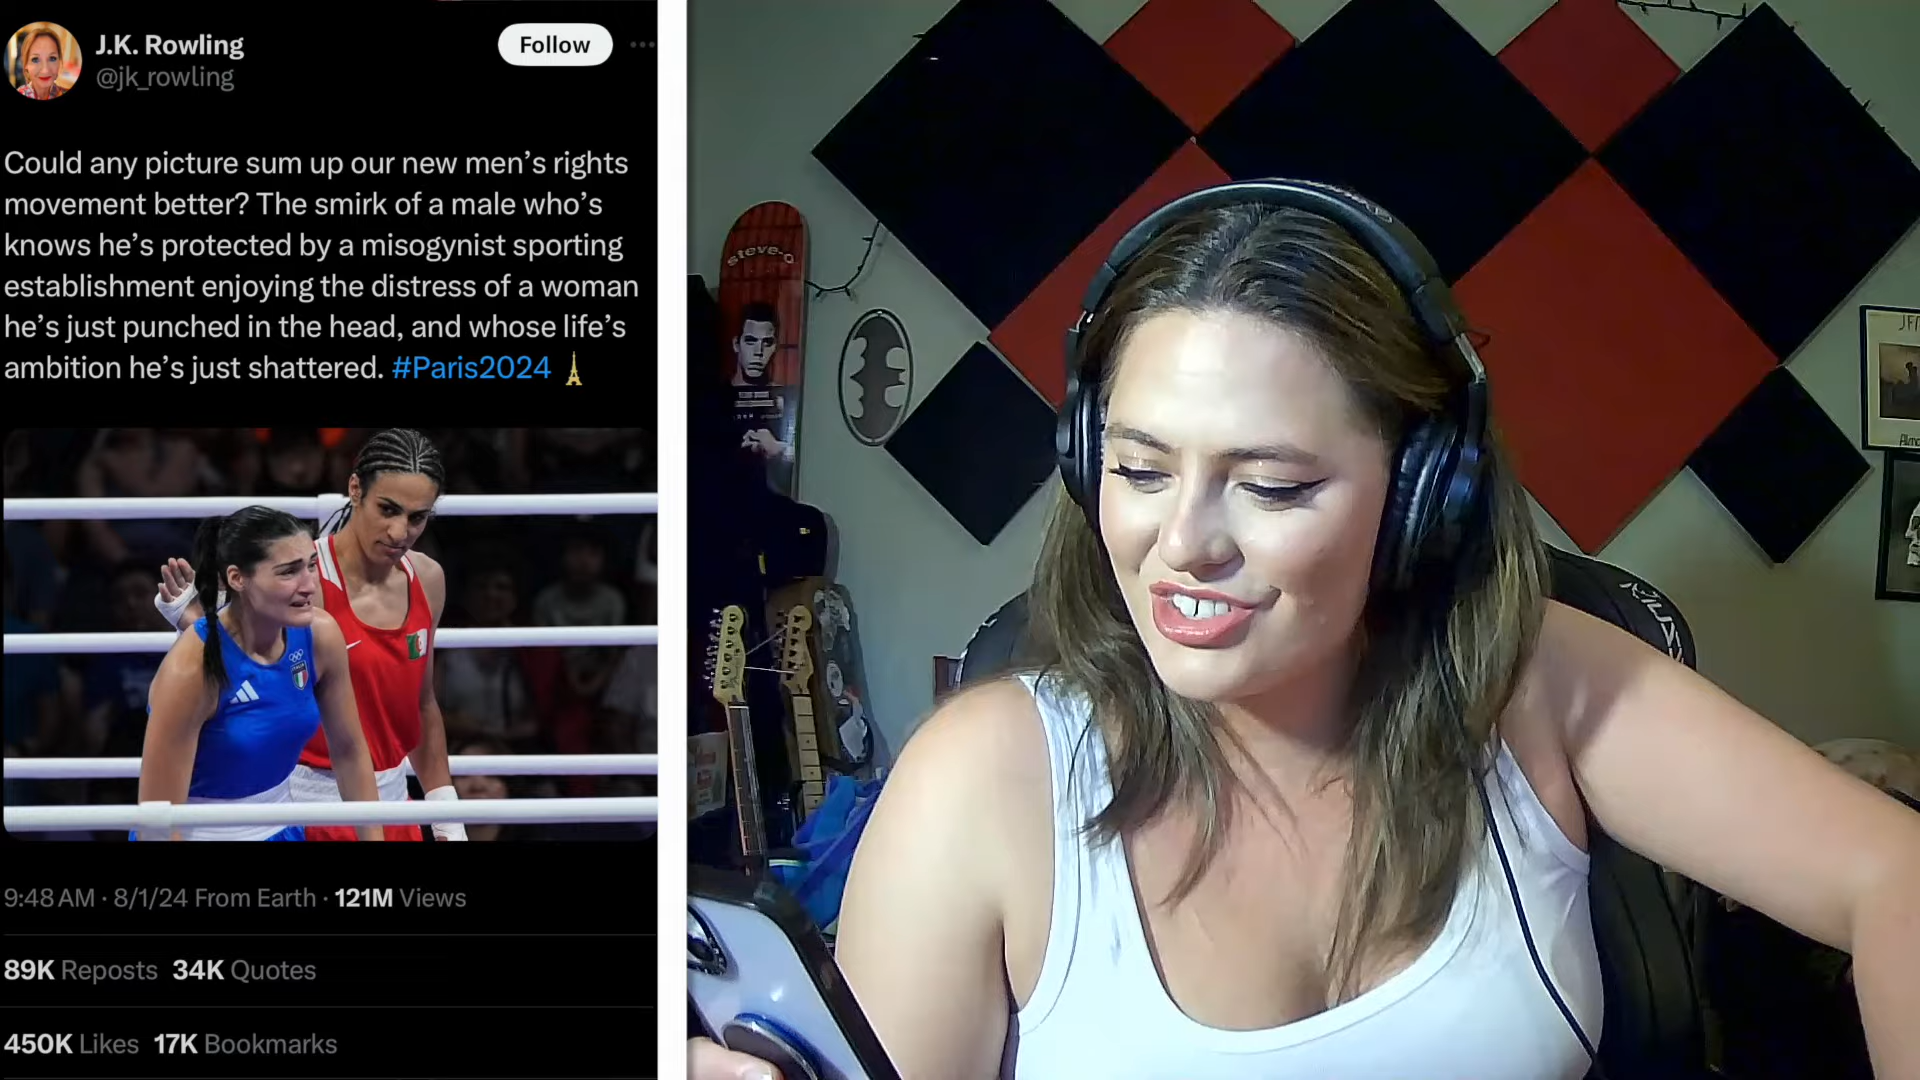 J.K. Rowling
@jk_rowling
Follow
Could any picture sum up our new men's rights
movement better? The smirk of a male who's
knows he's protected by a misogynist sporting
establishment enjoying the distress of a woman
he's just punched in the head, and whose life's
ambition he's just shattered. #Paris2024
9:48 AM · 8/1/24 From Earth · 121M Views
89K Reposts 34K Quotes
450K Likes 17K Bookmarks
steve-o
ITALIA